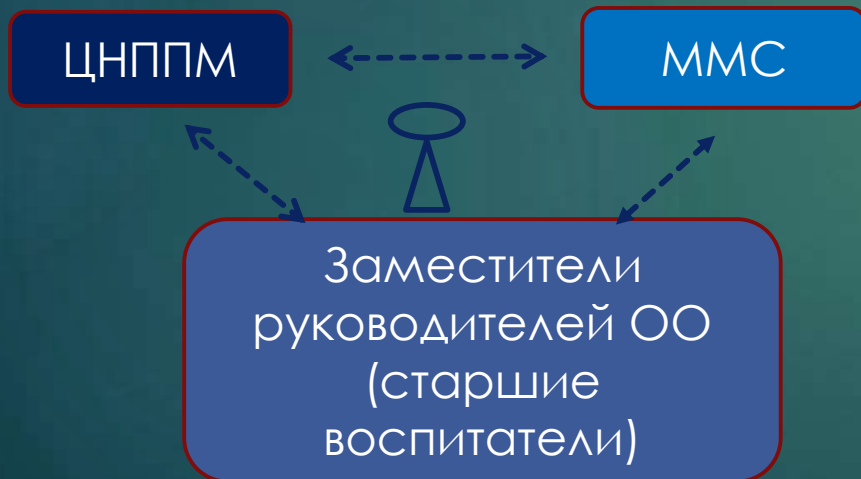 ЦНППМ
ММС
Заместители
руководителей ОО
(старшие
воспитатели)